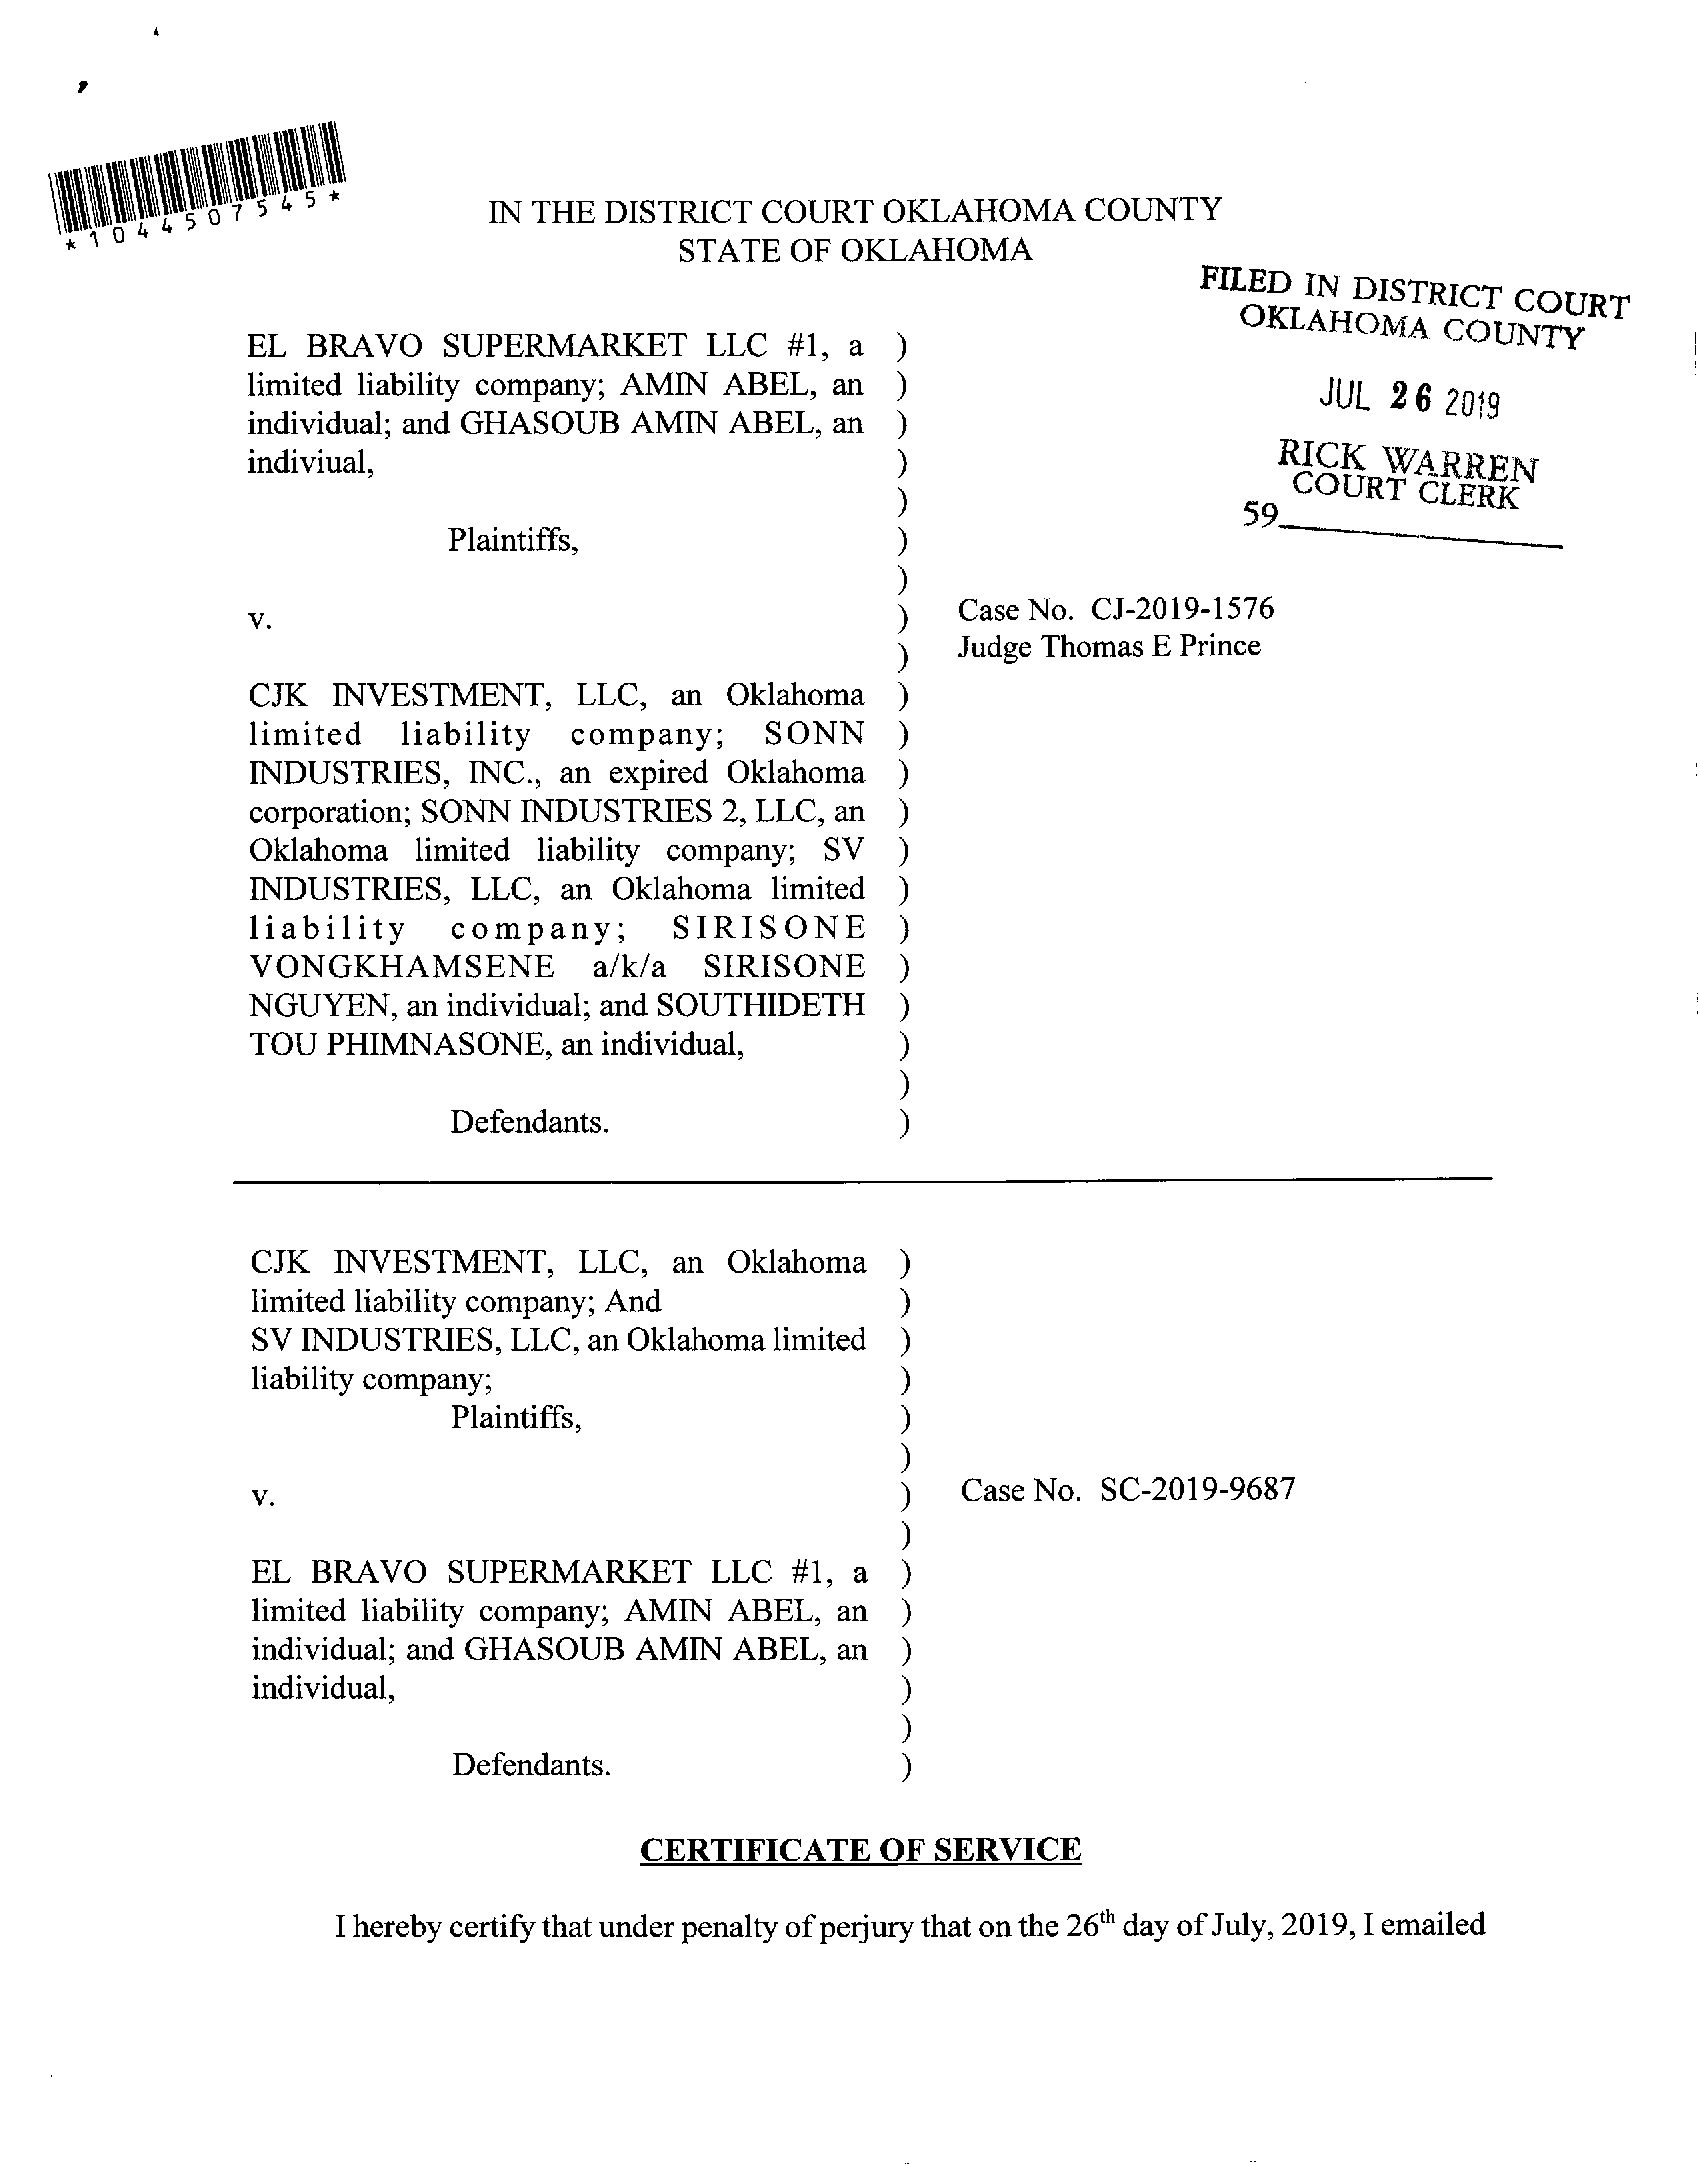 *1044507545*
IN THE DISTRICT COURT OKLAHOMA COUNTY
STATE OF OKLAHOMA
FILED IN DISTRICT COURT
OKLAHOMA COUNTY
JUL 26 2019
RICK WARREN
COURT CLERK
59
EL BRAVO SUPERMARKET LLC #1, a )
limited liability company; AMIN ABEL, an )
individual; and GHASOUB AMIN ABEL, an )
indiviual, )
)
Plaintiffs, )
)
v. ) Case No. CJ-2019-1576
) Judge Thomas E Prince
CJK INVESTMENT, LLC, an Oklahoma )
limited liability company; SONN )
INDUSTRIES, INC., an expired Oklahoma )
corporation; SONN INDUSTRIES 2, LLC, an )
Oklahoma limited liability company; SV )
INDUSTRIES, LLC, an Oklahoma limited )
liability company; SIRISONE )
VONGKHAMSENE a/k/a SIRISONE )
NGUYEN, an individual; and SOUTHIDETH )
TOU PHIMNASONE, an individual, )
)
Defendants. )
CJK INVESTMENT, LLC, an Oklahoma )
limited liability company; And )
SV INDUSTRIES, LLC, an Oklahoma limited )
liability company; )
Plaintiffs, )
)
v. ) Case No. SC-2019-9687
)
EL BRAVO SUPERMARKET LLC #1, a )
limited liability company; AMIN ABEL, an )
individual; and GHASOUB AMIN ABEL, an )
individual, )
)
Defendants. )
CERTIFICATE OF SERVICE
I hereby certify that under penalty of perjury that on the 26th day of July, 2019, I emailed